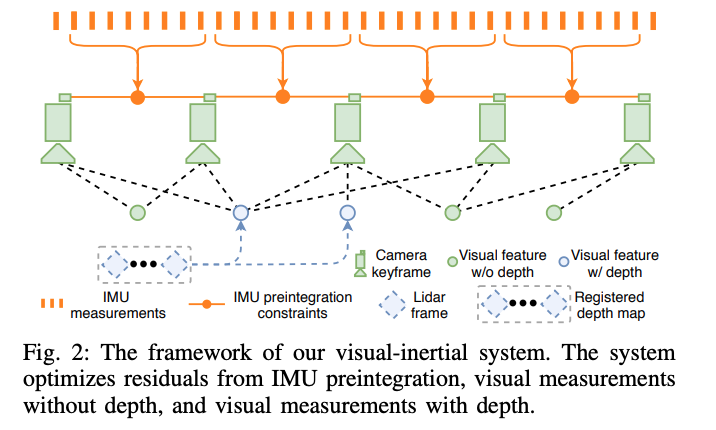 Camera keyframe
Visual feature w/o depth
Visual feature w/ depth
IMU measurements
IMU preintegration constraints
Lidar frame
Registered depth map
Fig. 2: The framework of our visual-inertial system. The system
optimizes residuals from IMU preintegration, visual measurements
without depth, and visual measurements with depth.